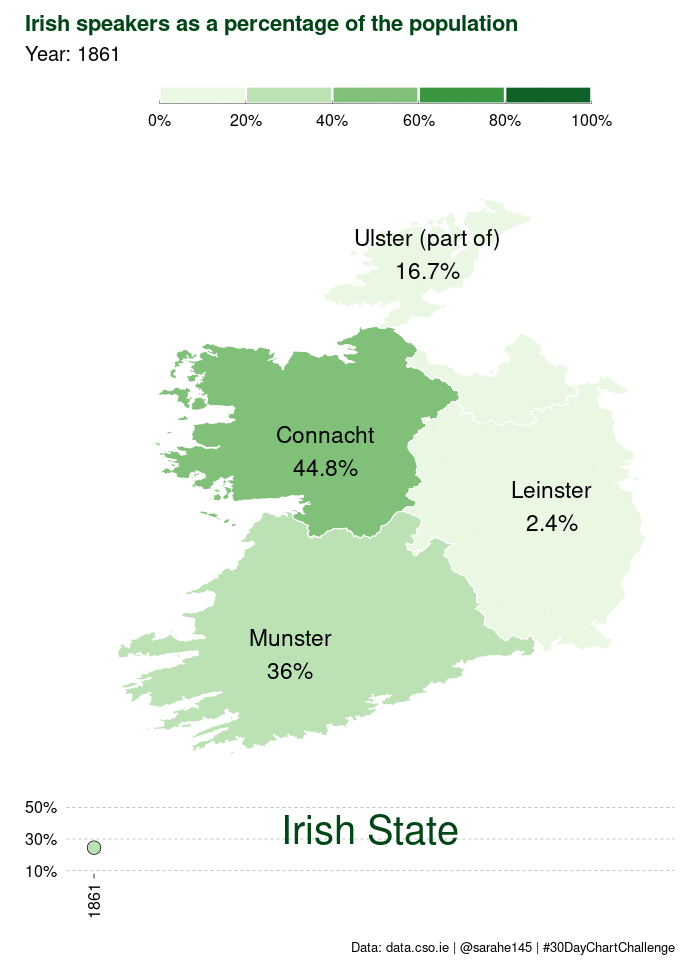 Irish speakers as a percentage of the population
Year: 1861
0% 20% 40% 60% 80% 100%
Ulster (part of)
16.7%
Connacht
44.8%
Leinster
2.4%
Munster
36%
50%
Irish State
30%
10%
1861
Data: data.cso.ie | @sarahe145 | #30DayChartChallenge